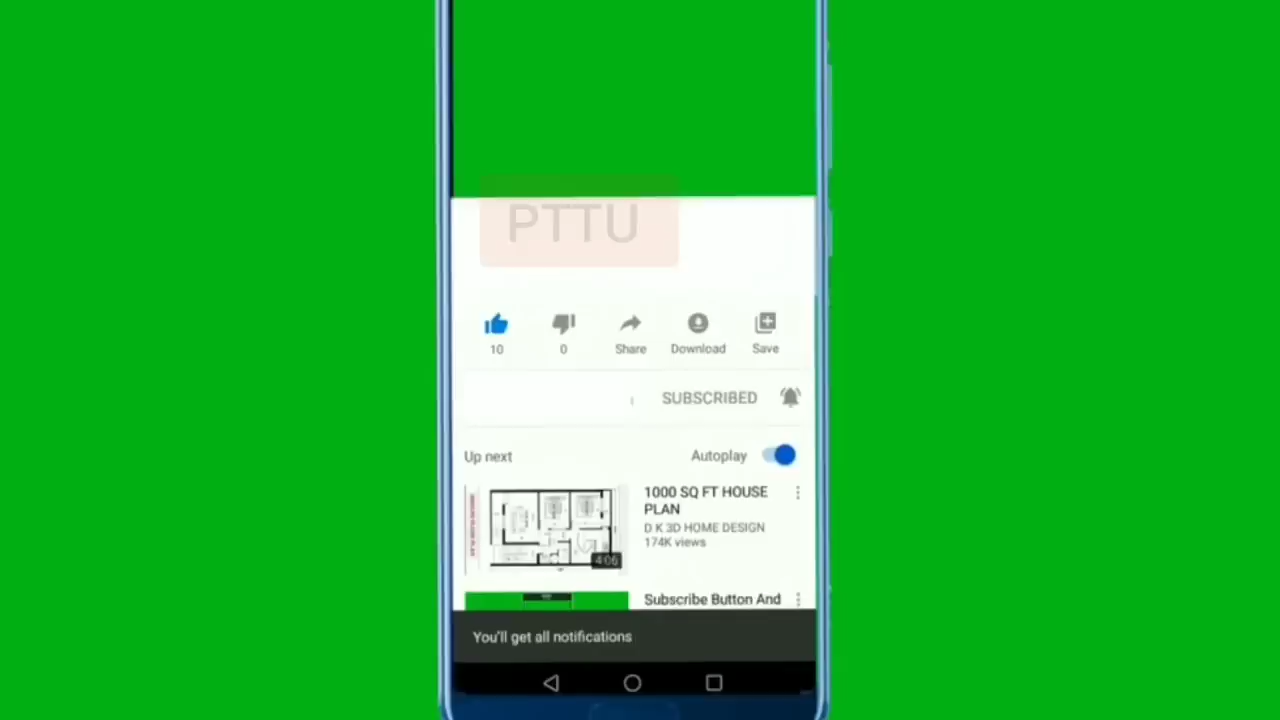 PTTU
10
0
Share
Download
Save
SUBSCRIBED
Up next
Autoplay
1000 SQ FT HOUSE
PLAN
D K 3D HOME DESIGN
174K views
4:06
Subscribe Button And
You'll get all notifications